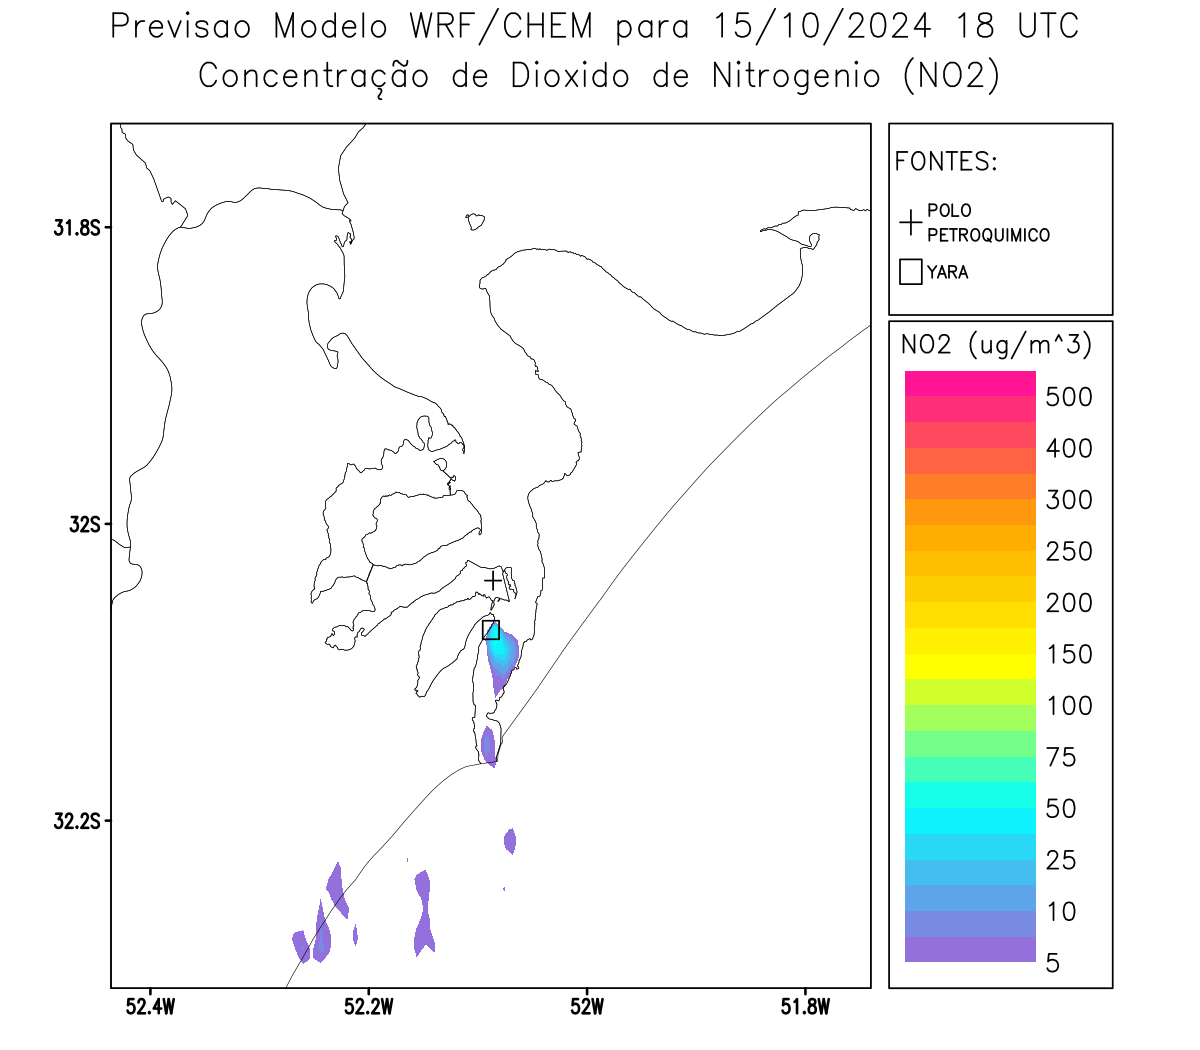 Previsao Modelo WRF/CHEM para 15/10/2024 18 UTC
Concentração de Dioxido de Nitrogenio (NO2)
FONTES:
POLO
PETROQUIMICO
YARA
NO2 (ug/m^3)
500
400
300
250
200
150
100
75
50
25
10
5
31.8S
32S
32.2S
52.4W
52.2W
52W
51.8W